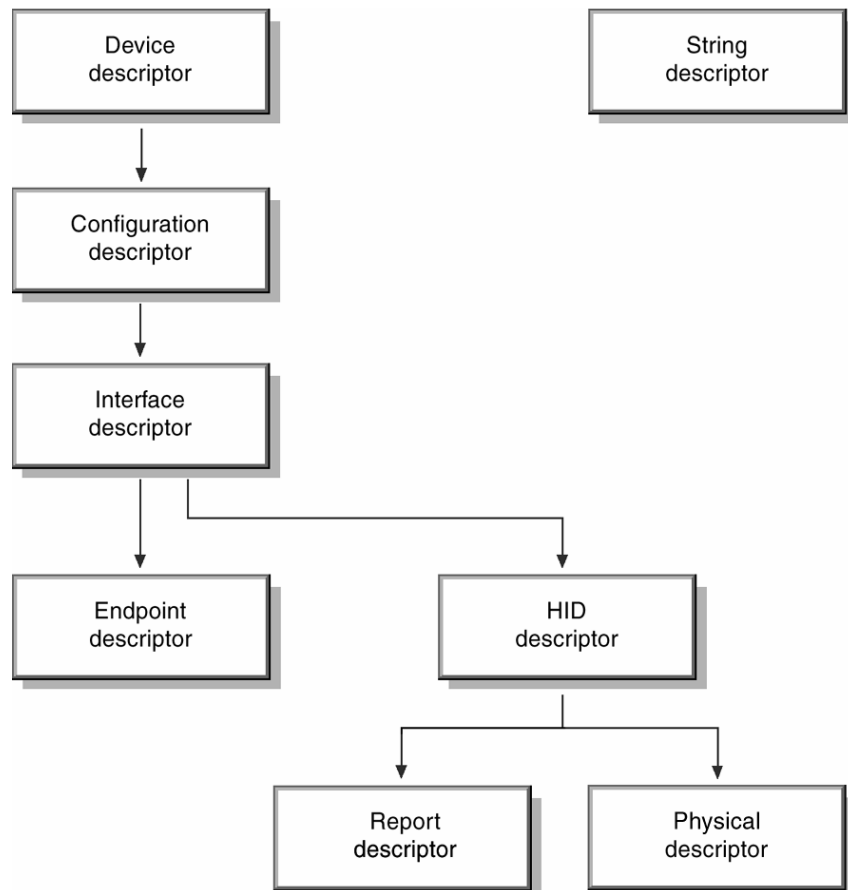 Device
descriptor
String
descriptor
Configuration
descriptor
Interface
descriptor
Endpoint
descriptor
HID
descriptor
Report
descriptor
Physical
descriptor